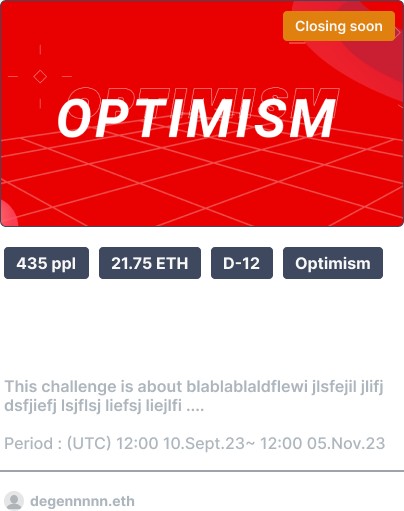 Closing soon
OPTIMISM
435 ppl
21.75 ETH
D-12
Optimism
This challenge is about blablablaldflewi jlsfejil jlifj
dsfjiefj lsjflsj liefsj liejlfi ....
Period : (UTC) 12:00 10.Sept.23~ 12:00 05.Nov.23
degennnnn.eth